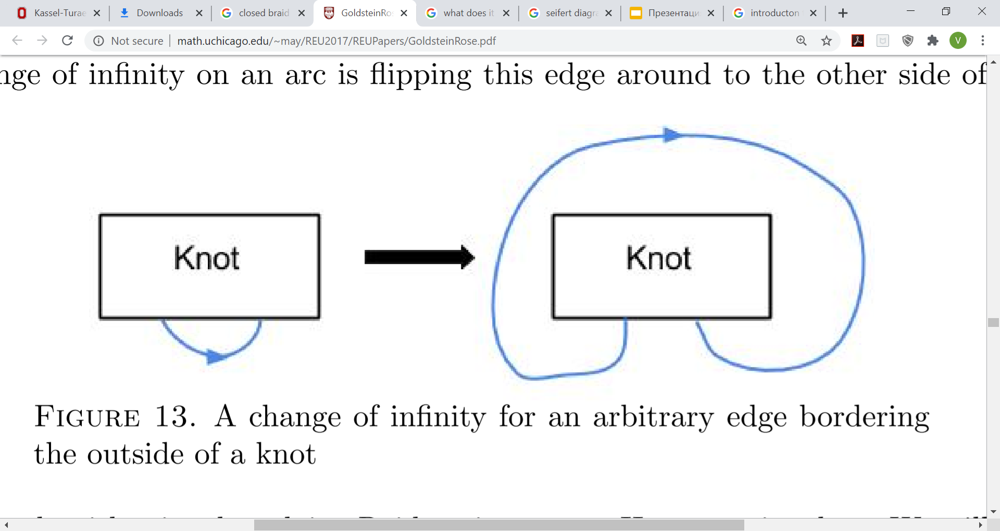 Kassel-Turae
Downloads
closed braid
GoldsteinRo
what does it
seifert diagra
Презентаци
introducton
Not secure
math.uchicago.edu/~may/REU2017/REUPapers/GoldsteinRose.pdf
V
nge of infinity on an arc is flipping this edge around to the other side of
Knot
Knot
FIGURE 13. A change of infinity for an arbitrary edge bordering
the outside of a knot